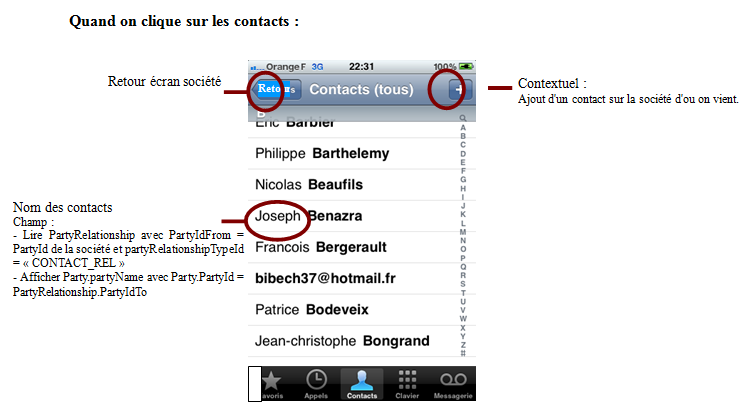 Quand on clique sur les contacts :
Orange F 3G 22:31 100%
Retour écran société
Retour
Contacts (tous)
+
Contextuel :
Ajout d'un contact sur la société d'ou on vient.
B
Eric Barbier
Philippe Barthelemy
Nicolas Beaufils
Joseph Benazra
Francois Bergerault
bibech37@hotmail.fr
Patrice Bodeveix
Jean-christophe Bongrand
A
B
C
D
E
F
G
H
I
J
K
L
M
N
O
P
Q
R
S
T
U
V
W
X
Y
Z
#
Nom des contacts
Champ :
- Lire PartyRelationship avec PartyIdFrom =
PartyId de la société et partyRelationshipTypeId
= « CONTACT_REL »
- Afficher Party.partyName avec Party.PartyId =
PartyRelationship.PartyIdTo
avoris Appels Contacts Clavier Messagerie